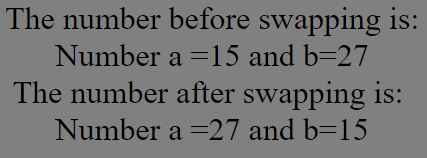 The number before swapping is:
Number a =15 and b=27
The number after swapping is:
Number a =27 and b=15